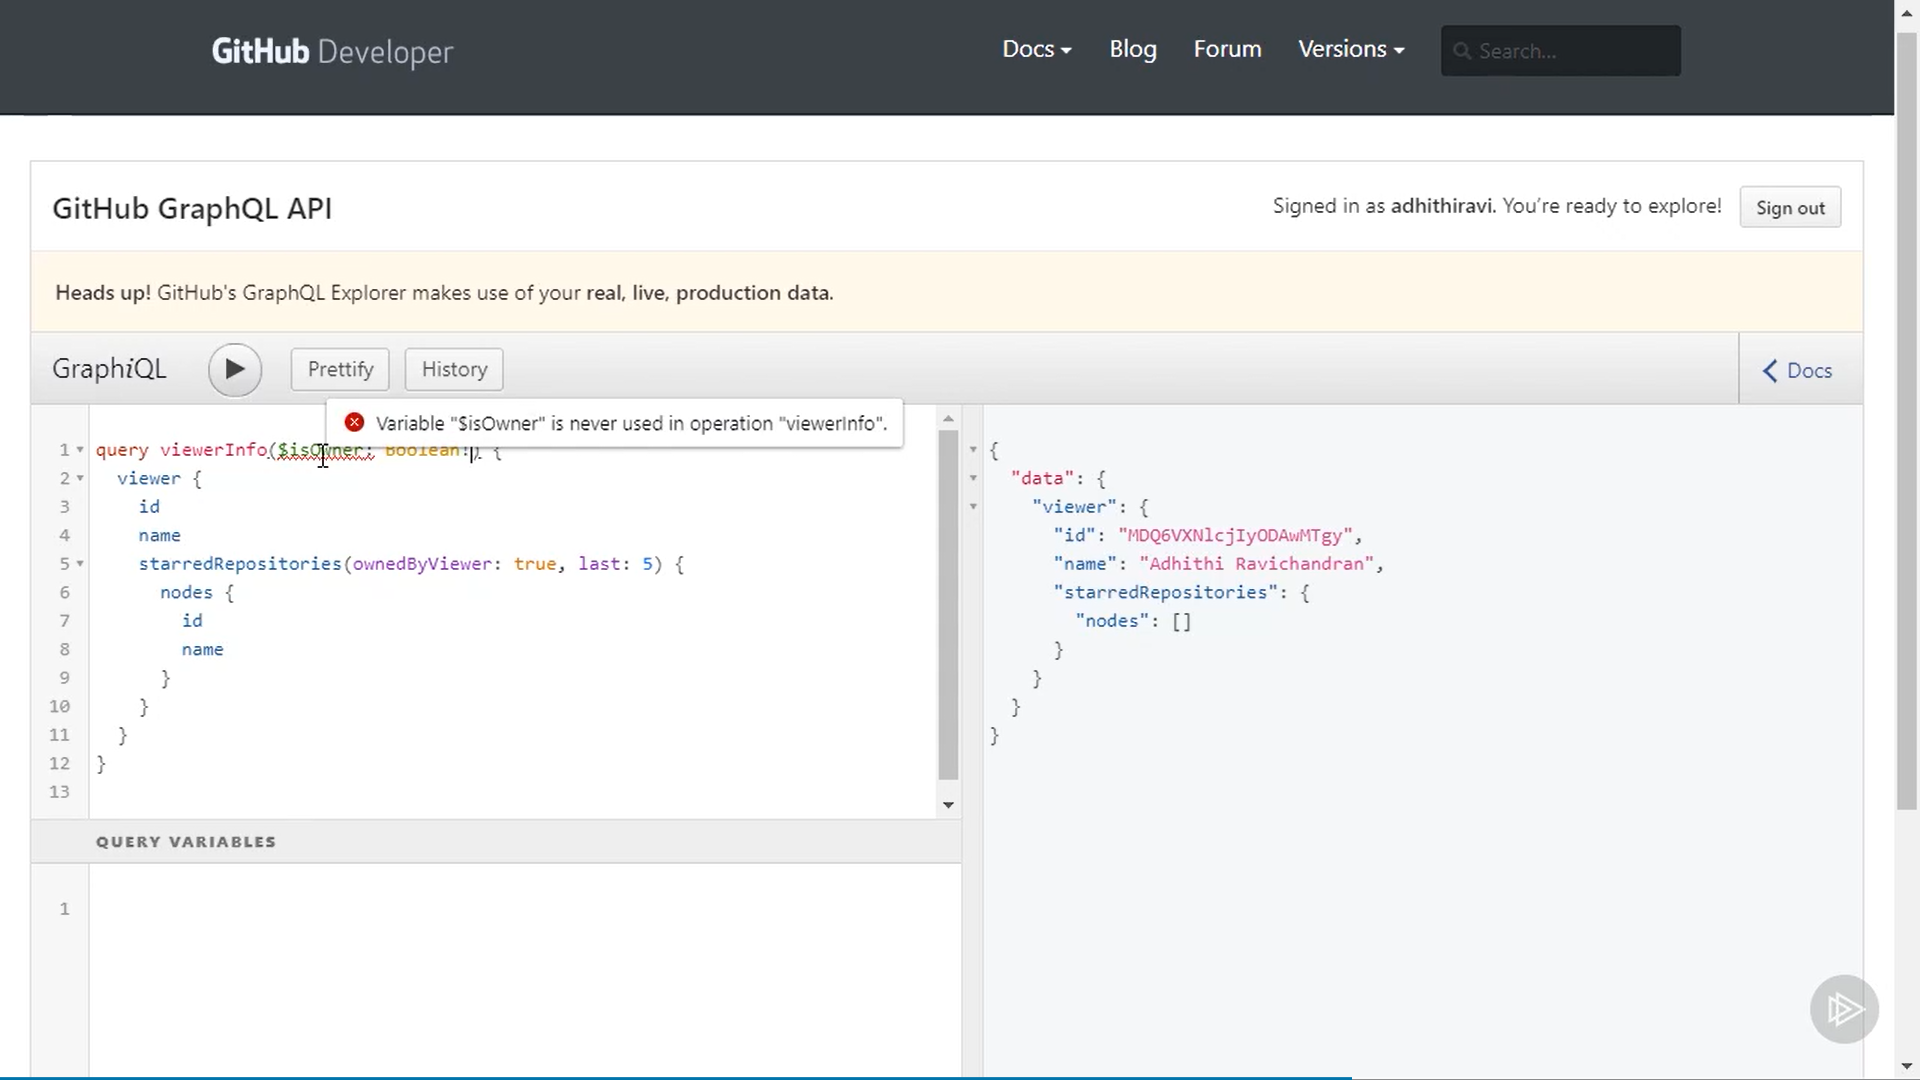 GitHub Developer
Docs
Blog
Forum
Versions
Search...
GitHub GraphQL API
Signed in as adhithiravi. You're ready to explore!
Sign out
Heads up! GitHub's GraphQL Explorer makes use of your real, live, production data.
GraphiQL
Prettify
History
Docs
Variable "$isOwner" is never used in operation "viewerInfo".
1 query viewerInfo($isOwner: Boolean!) {
2 viewer {
3 id
4 name
5 starredRepositories(ownedByViewer: true, last: 5) {
6 nodes {
7 id
8 name
9 }
10 }
11 }
12 }
13
QUERY VARIABLES
1
{
"data": {
"viewer": {
"id": "MDQ6VXNlcjIyODAwMTgy",
"name": "Adhithi Ravichandran",
"starredRepositories": {
"nodes": []
}
}
}
}